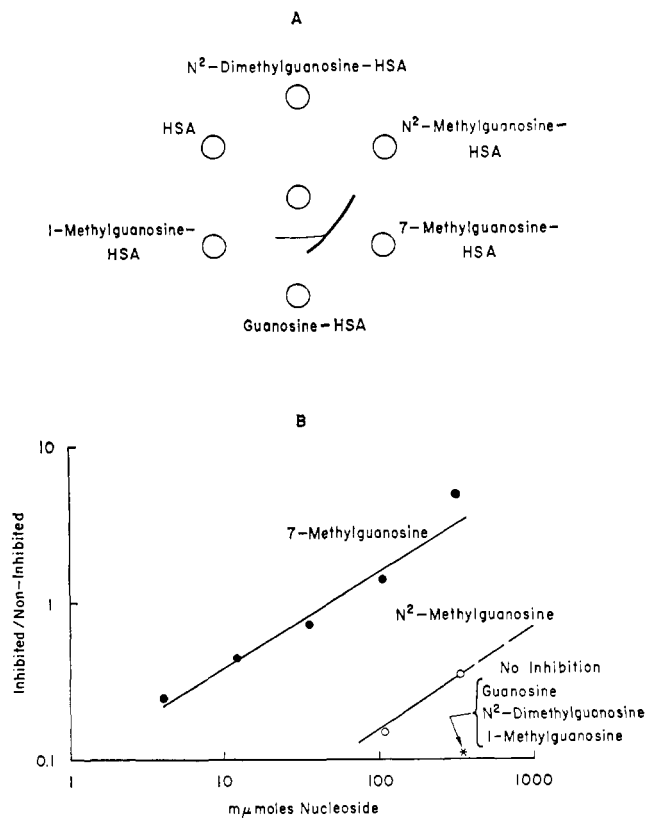 A
N²-Dimethylguanosine-HSA
HSA
N²-Methylguanosine-
HSA
1-Methylguanosine-
HSA
7-Methylguanosine-
HSA
Guanosine-HSA
B
Inhibited/Non-Inhibited
10
1
0.1
7-Methylguanosine
N²-Methylguanosine
No Inhibition
Guanosine
N²-Dimethylguanosine
1-Methylguanosine
*
1
10
100
1000
mμmoles Nucleoside